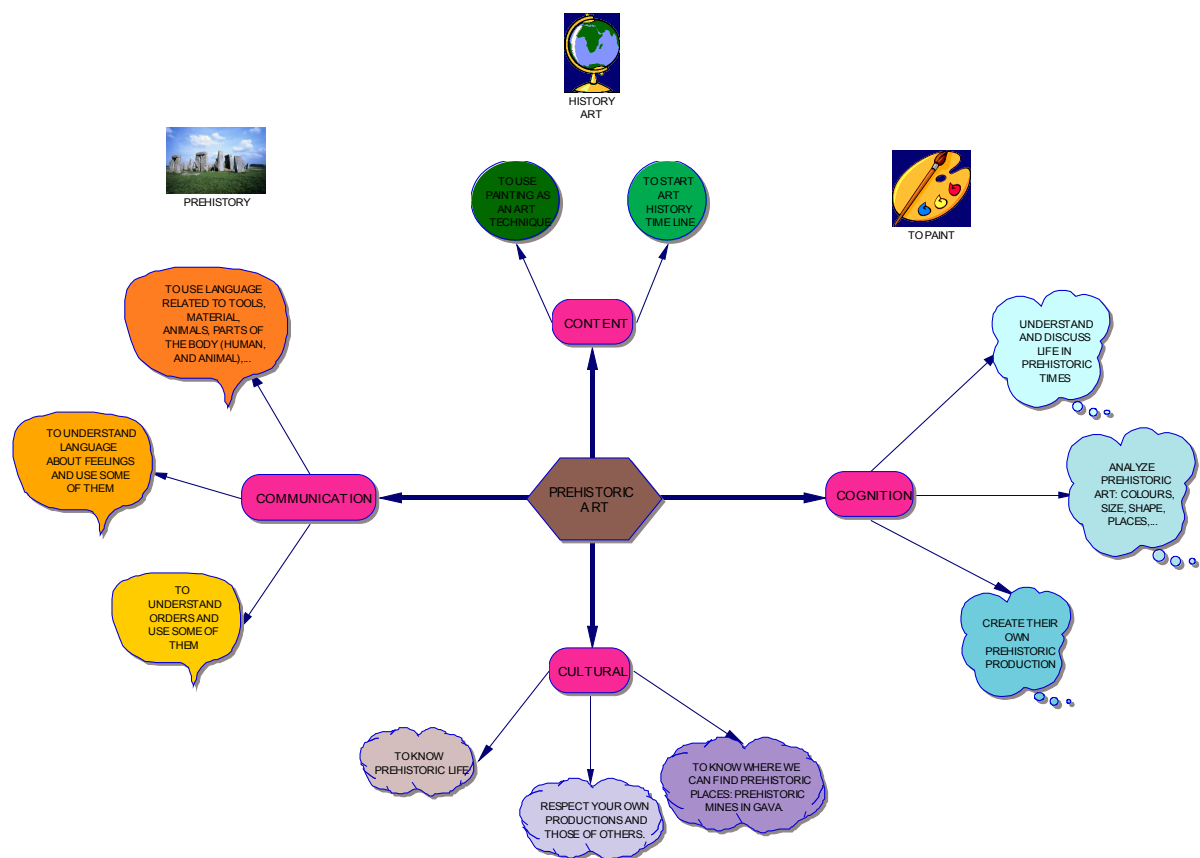 HISTORY
ART
PREHISTORY
TO PAINT
TO USE
PAINTING AS
AN ART
TECHNIQUE
TO START
ART
HISTORY
TIME LINE
CONTENT
TO USE LANGUAGE
RELATED TO TOOLS,
MATERIAL,
ANIMALS, PARTS OF
THE BODY (HUMAN,
AND ANIMAL),...
TO UNDERSTAND
LANGUAGE
ABOUT FEELINGS
AND USE SOME
OF THEM
COMMUNICATION
TO
UNDERSTAND
ORDERS AND
USE SOME OF
THEM
PREHISTORIC
ART
UNDERSTAND
AND DISCUSS
LIFE IN
PREHISTORIC
TIMES
COGNITION
ANALYZE
PREHISTORIC
ART: COLOURS,
SIZE, SHAPE,
PLACES,...
CREATE THEIR
OWN
PREHISTORIC
PRODUCTION
CULTURAL
TO KNOW
PREHISTORIC LIFE
RESPECT YOUR OWN
PRODUCTIONS AND
THOSE OF OTHERS.
TO KNOW WHERE WE
CAN FIND PREHISTORIC
PLACES: PREHISTORIC
MINES IN GAVA.